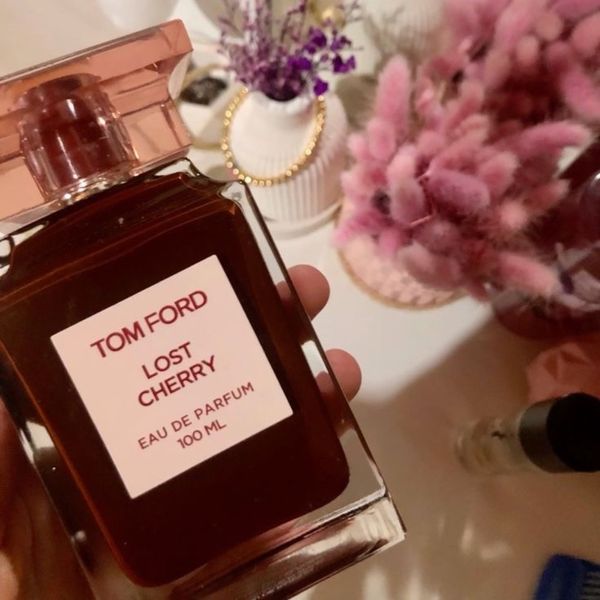 TOM FORD
LOST
CHERRY
EAU DE PARFUM
100 ML